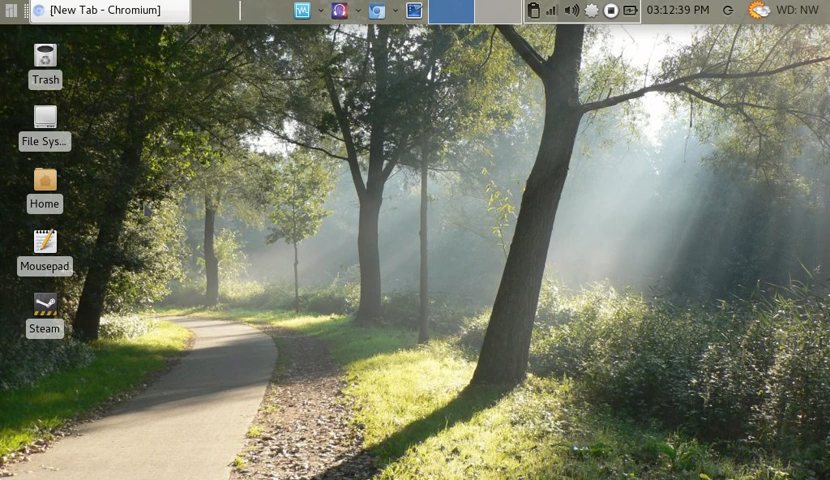 [New Tab - Chromium]
03:12:39 PM
WD: NW
Trash
File Sys...
Home
Mousepad
Steam